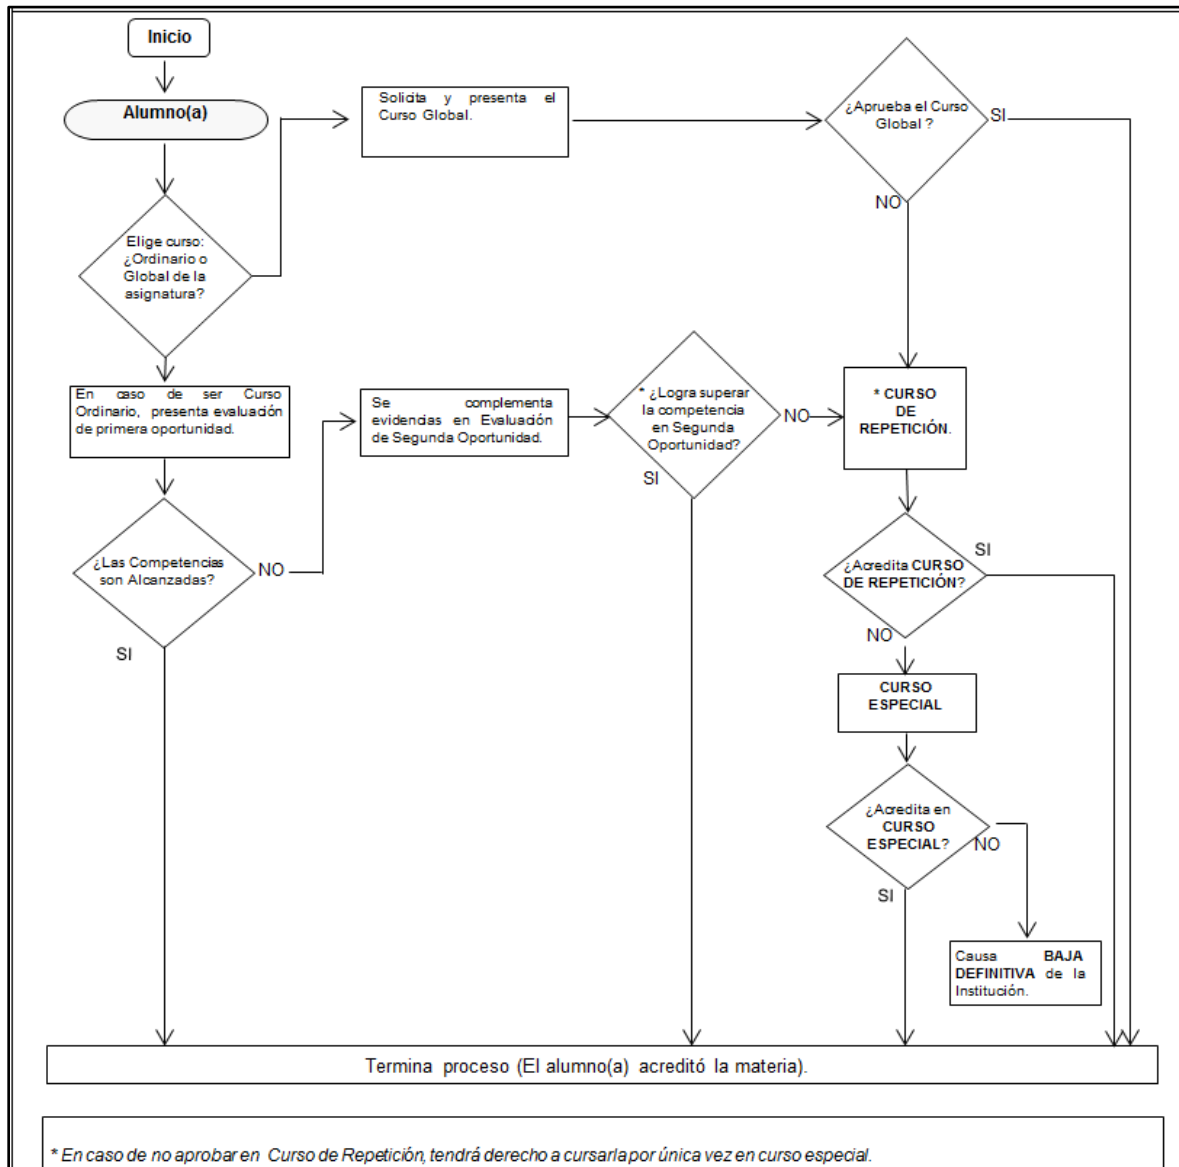 Inicio
Alumno(a)
Solicita y presenta el
Curso Global.
¿Aprueba el Curso
Global ?
SI
NO
Elige curso:
¿Ordinario o
Global de la
asignatura?
En caso de ser Curso
Ordinario, presenta evaluación
de primera oportunidad.
Se complementa
evidencias en Evaluación
de Segunda Oportunidad.
* ¿Logra superar
la competencia
en Segunda
Oportunidad?
NO
SI
* CURSO
DE
REPETICIÓN.
¿Las Competencias
son Alcanzadas?
NO
SI
¿Acredita CURSO
DE REPETICIÓN?
SI
NO
CURSO
ESPECIAL
¿Acredita en
CURSO
ESPECIAL?
NO
SI
Causa BAJA
DEFINITIVA de la
Institución.
Termina proceso (El alumno(a) acreditó la materia).
* En caso de no aprobar en Curso de Repetición, tendrá derecho a cursarla por única vez en curso especial.